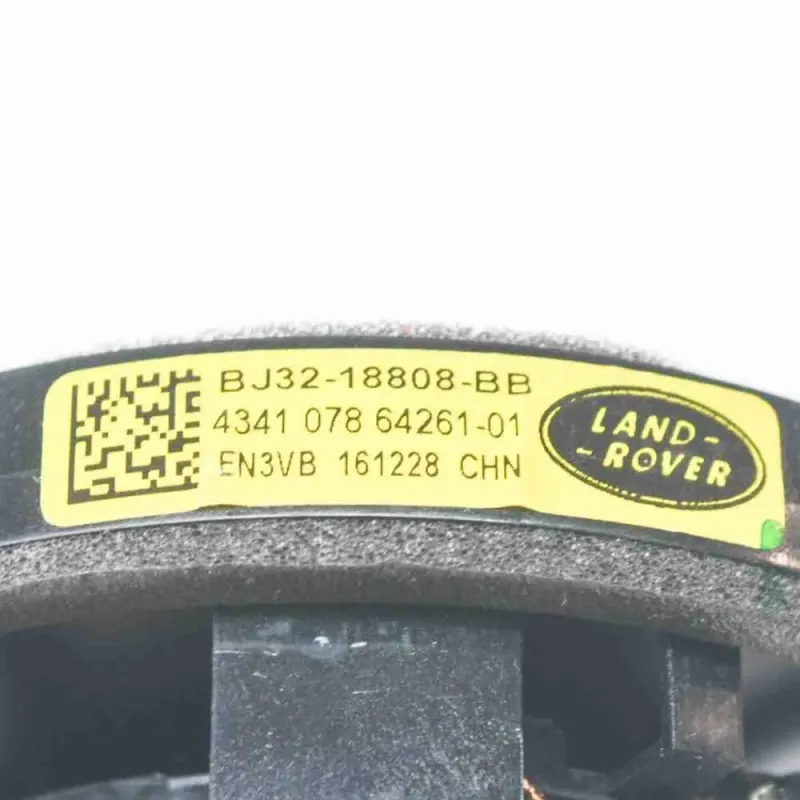 BJ32-18808-BB
4341 078 64261-01
EN3VB 161228 CHN
LAND-
-ROVER